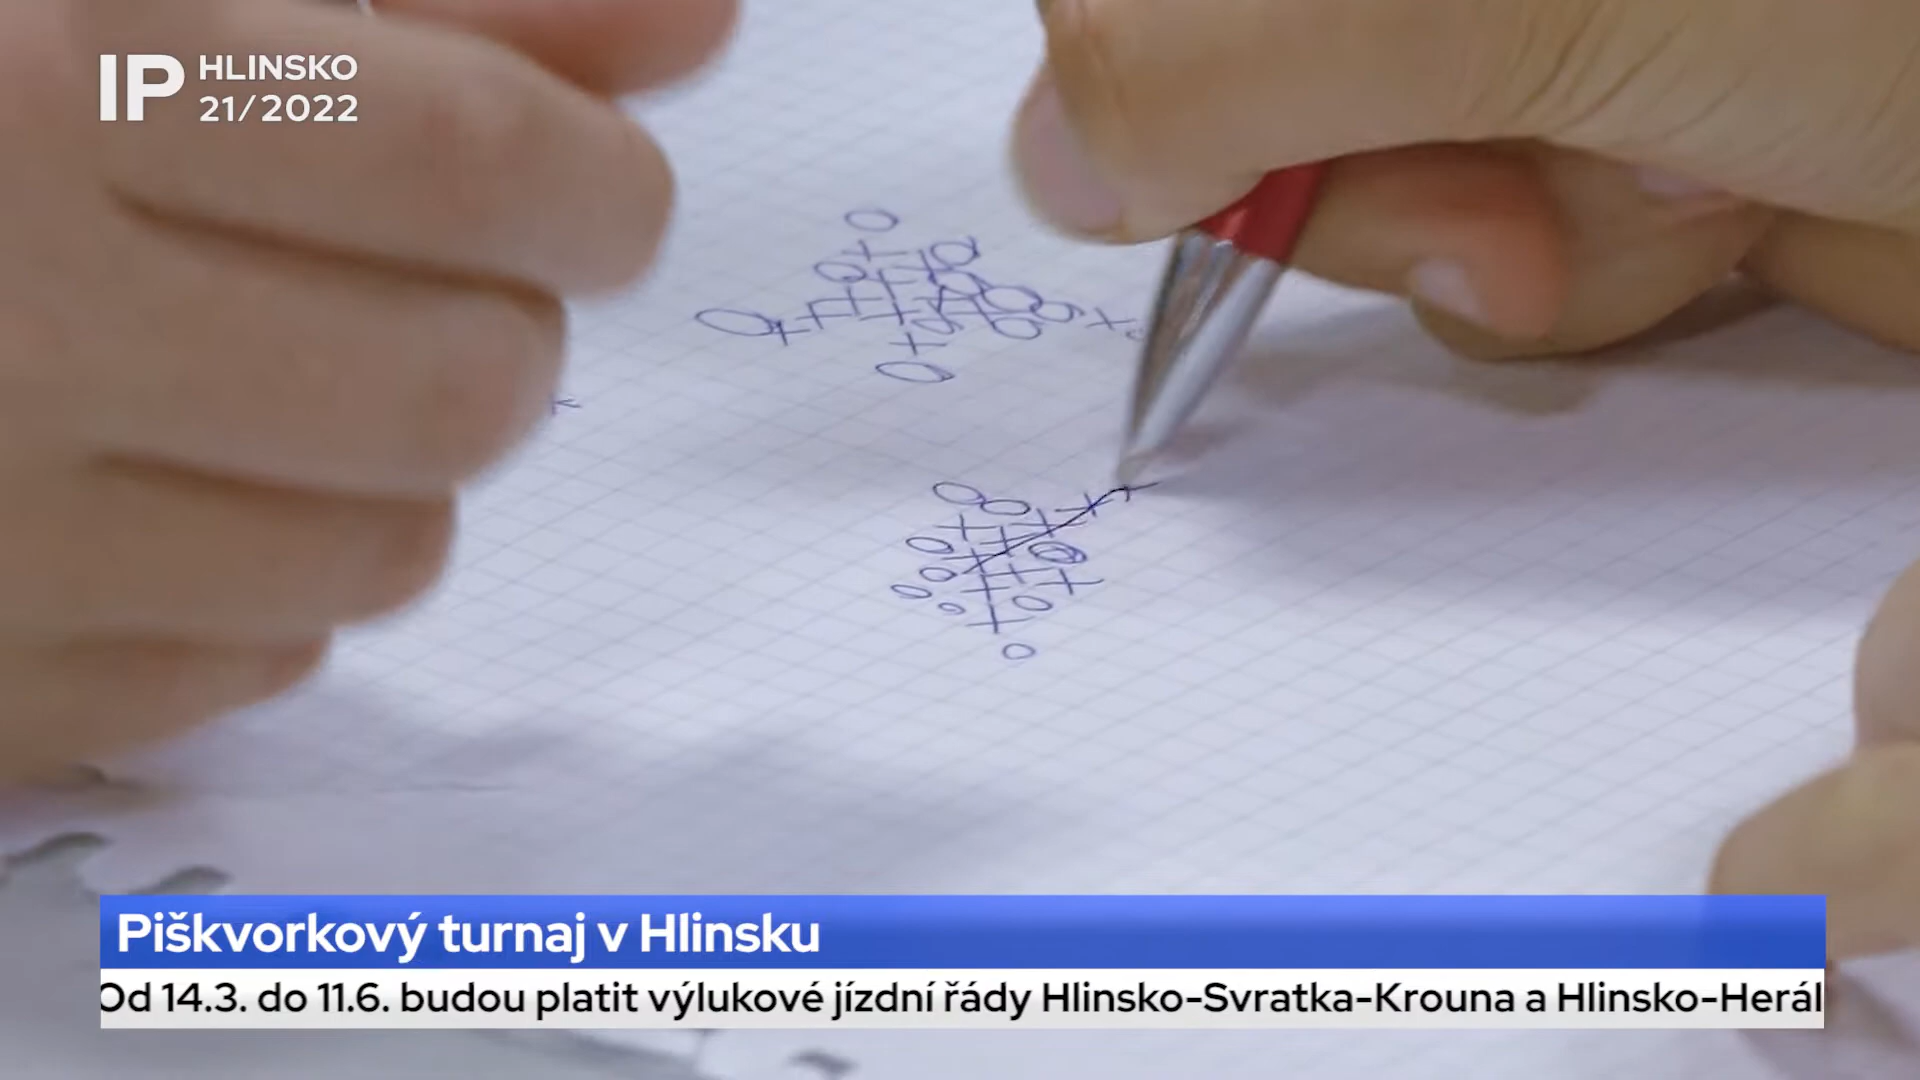 IP HLINSKO
21/2022
Piškvorkový turnaj v Hlinsku
Od 14.3. do 11.6. budou platit výlukové jízdní řády Hlinsko-Svratka-Krouna a Hlinsko-Herál